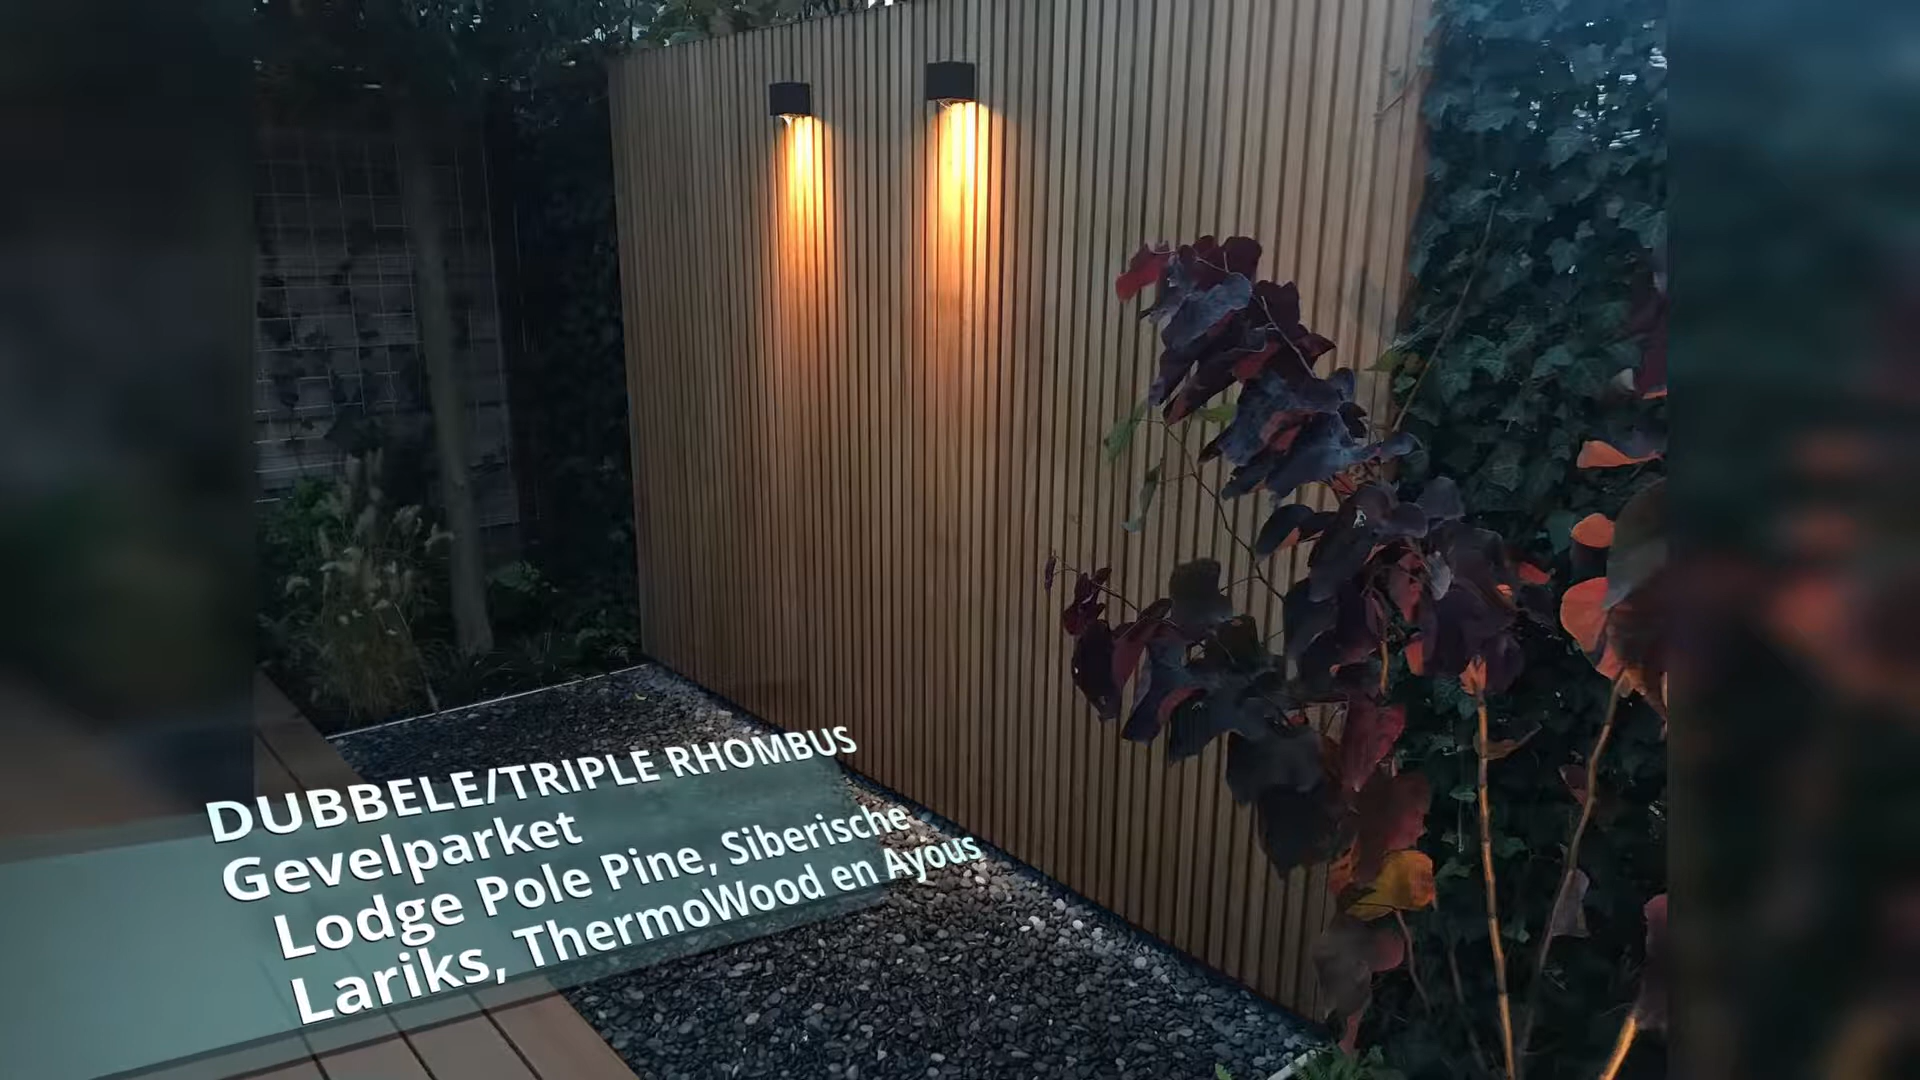 DUBBELE/TRIPLE RHOMBUS
Gevelparket
Lodge Pole Pine, Siberische
Lariks, ThermoWood en Ayous